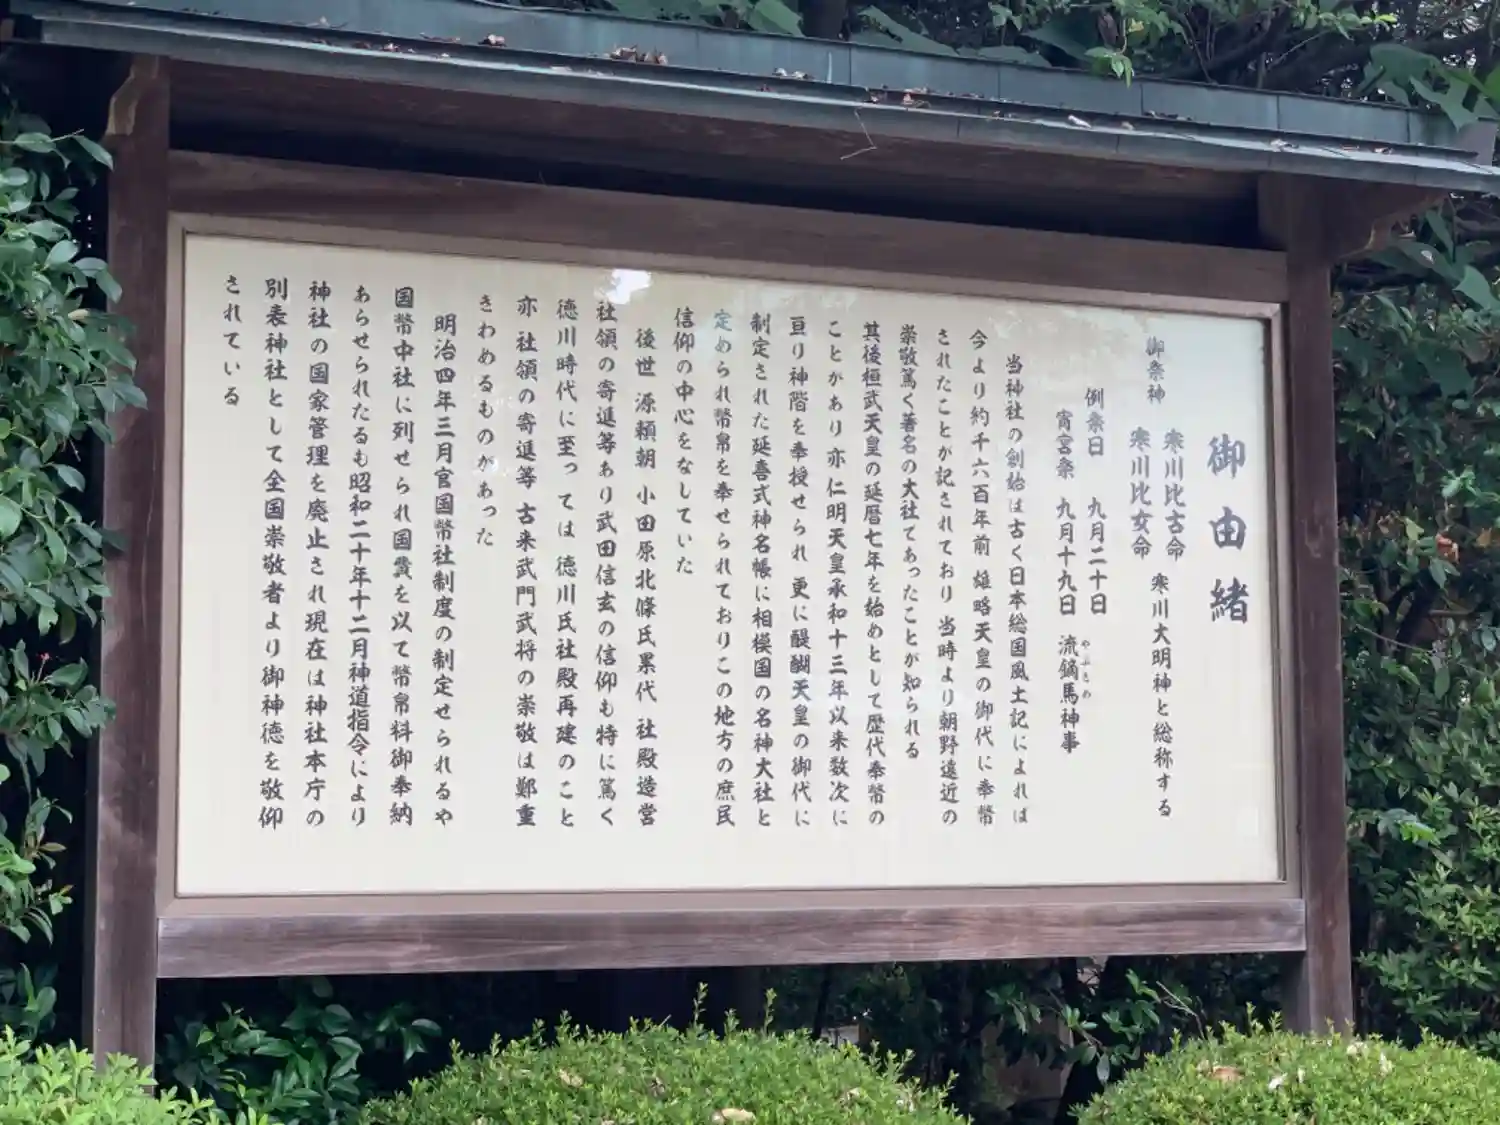 御由緒
御祭神 寒川比古命
寒川比女命 寒川大明神と総称する
例祭日 九月二十日
宵宮祭 九月十九日 流鏑馬神事
やぶさめ
当神社の創始は古く日本総国風土記によれば
今より約千六百年前 雄略天皇の御代に奉幣
されたことが記されており 当時より朝野遠近の
崇敬篤く著名の大社であったことが知られる
其後桓武天皇の延暦七年を始めとして歴代奉幣の
ことがあり 亦 仁明天皇承和十三年以来数次に
亘り神階を奉授せられ 更に醍醐天皇の御代に
制定された延喜式神名帳に相模国の名神大社と
定められ幣帛を奉せられておりこの地方の庶民
信仰の中心をなしていた
後世 源頼朝 小田原北條氏累代 社殿造営
社領の寄進等あり武田信玄の信仰も特に篤く
徳川時代に至っては 徳川氏社殿再建のこと
亦 社領の寄進等 古来武門武将の崇敬は鄭重
きわめるものがあった
明治四年三月官国幣社制度の制定せられるや
国幣中社に列せられ国費を以て幣帛料御奉納
あらせられたるも昭和二十年十二月神道指令により
神社の国家管理を廃止され現在は神社本庁の
別表神社として全国崇敬者より御神徳を敬仰
されている